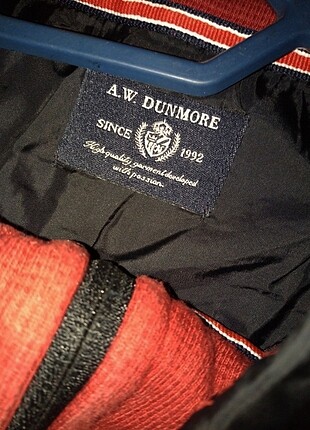 A.W. DUNMORE
SINCE 1992
High quality garment developed
with passion.